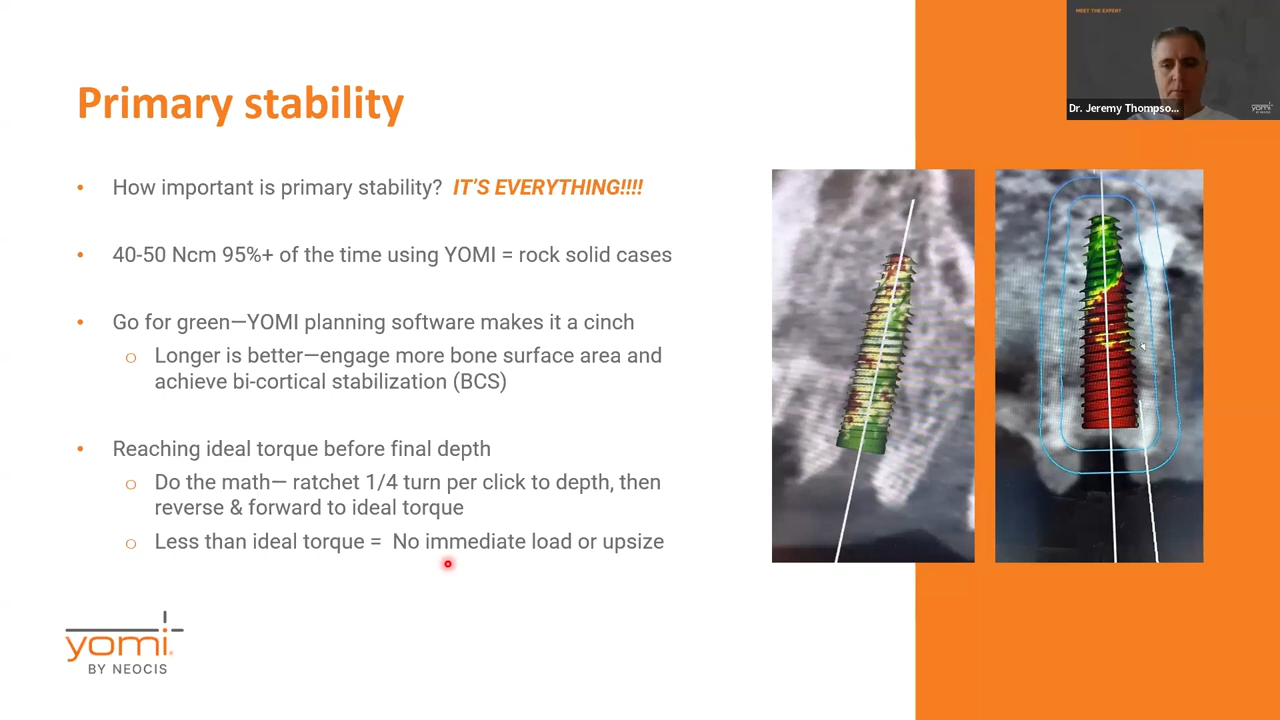 MEET THE EXPERT
Dr. Jeremy Thompso...
yomi
Primary stability
• How important is primary stability? IT'S EVERYTHING!!!!
• 40-50 Ncm 95%+ of the time using YOMI = rock solid cases
• Go for green—YOMI planning software makes it a cinch
o Longer is better—engage more bone surface area and
achieve bi-cortical stabilization (BCS)
• Reaching ideal torque before final depth
o Do the math— ratchet 1/4 turn per click to depth, then
reverse & forward to ideal torque
o Less than ideal torque = No immediate load or upsize
yomi
BY NEOCIS